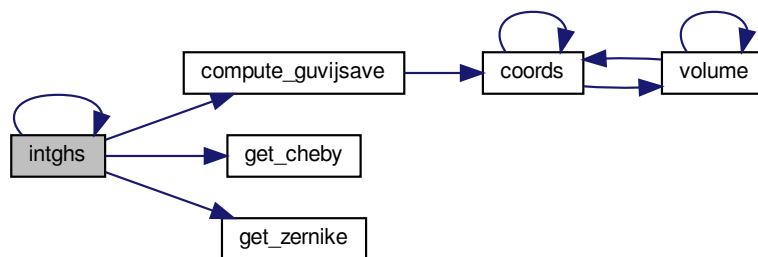 compute_guvijsave
coords
volume
intghs
get_cheby
get_zernike